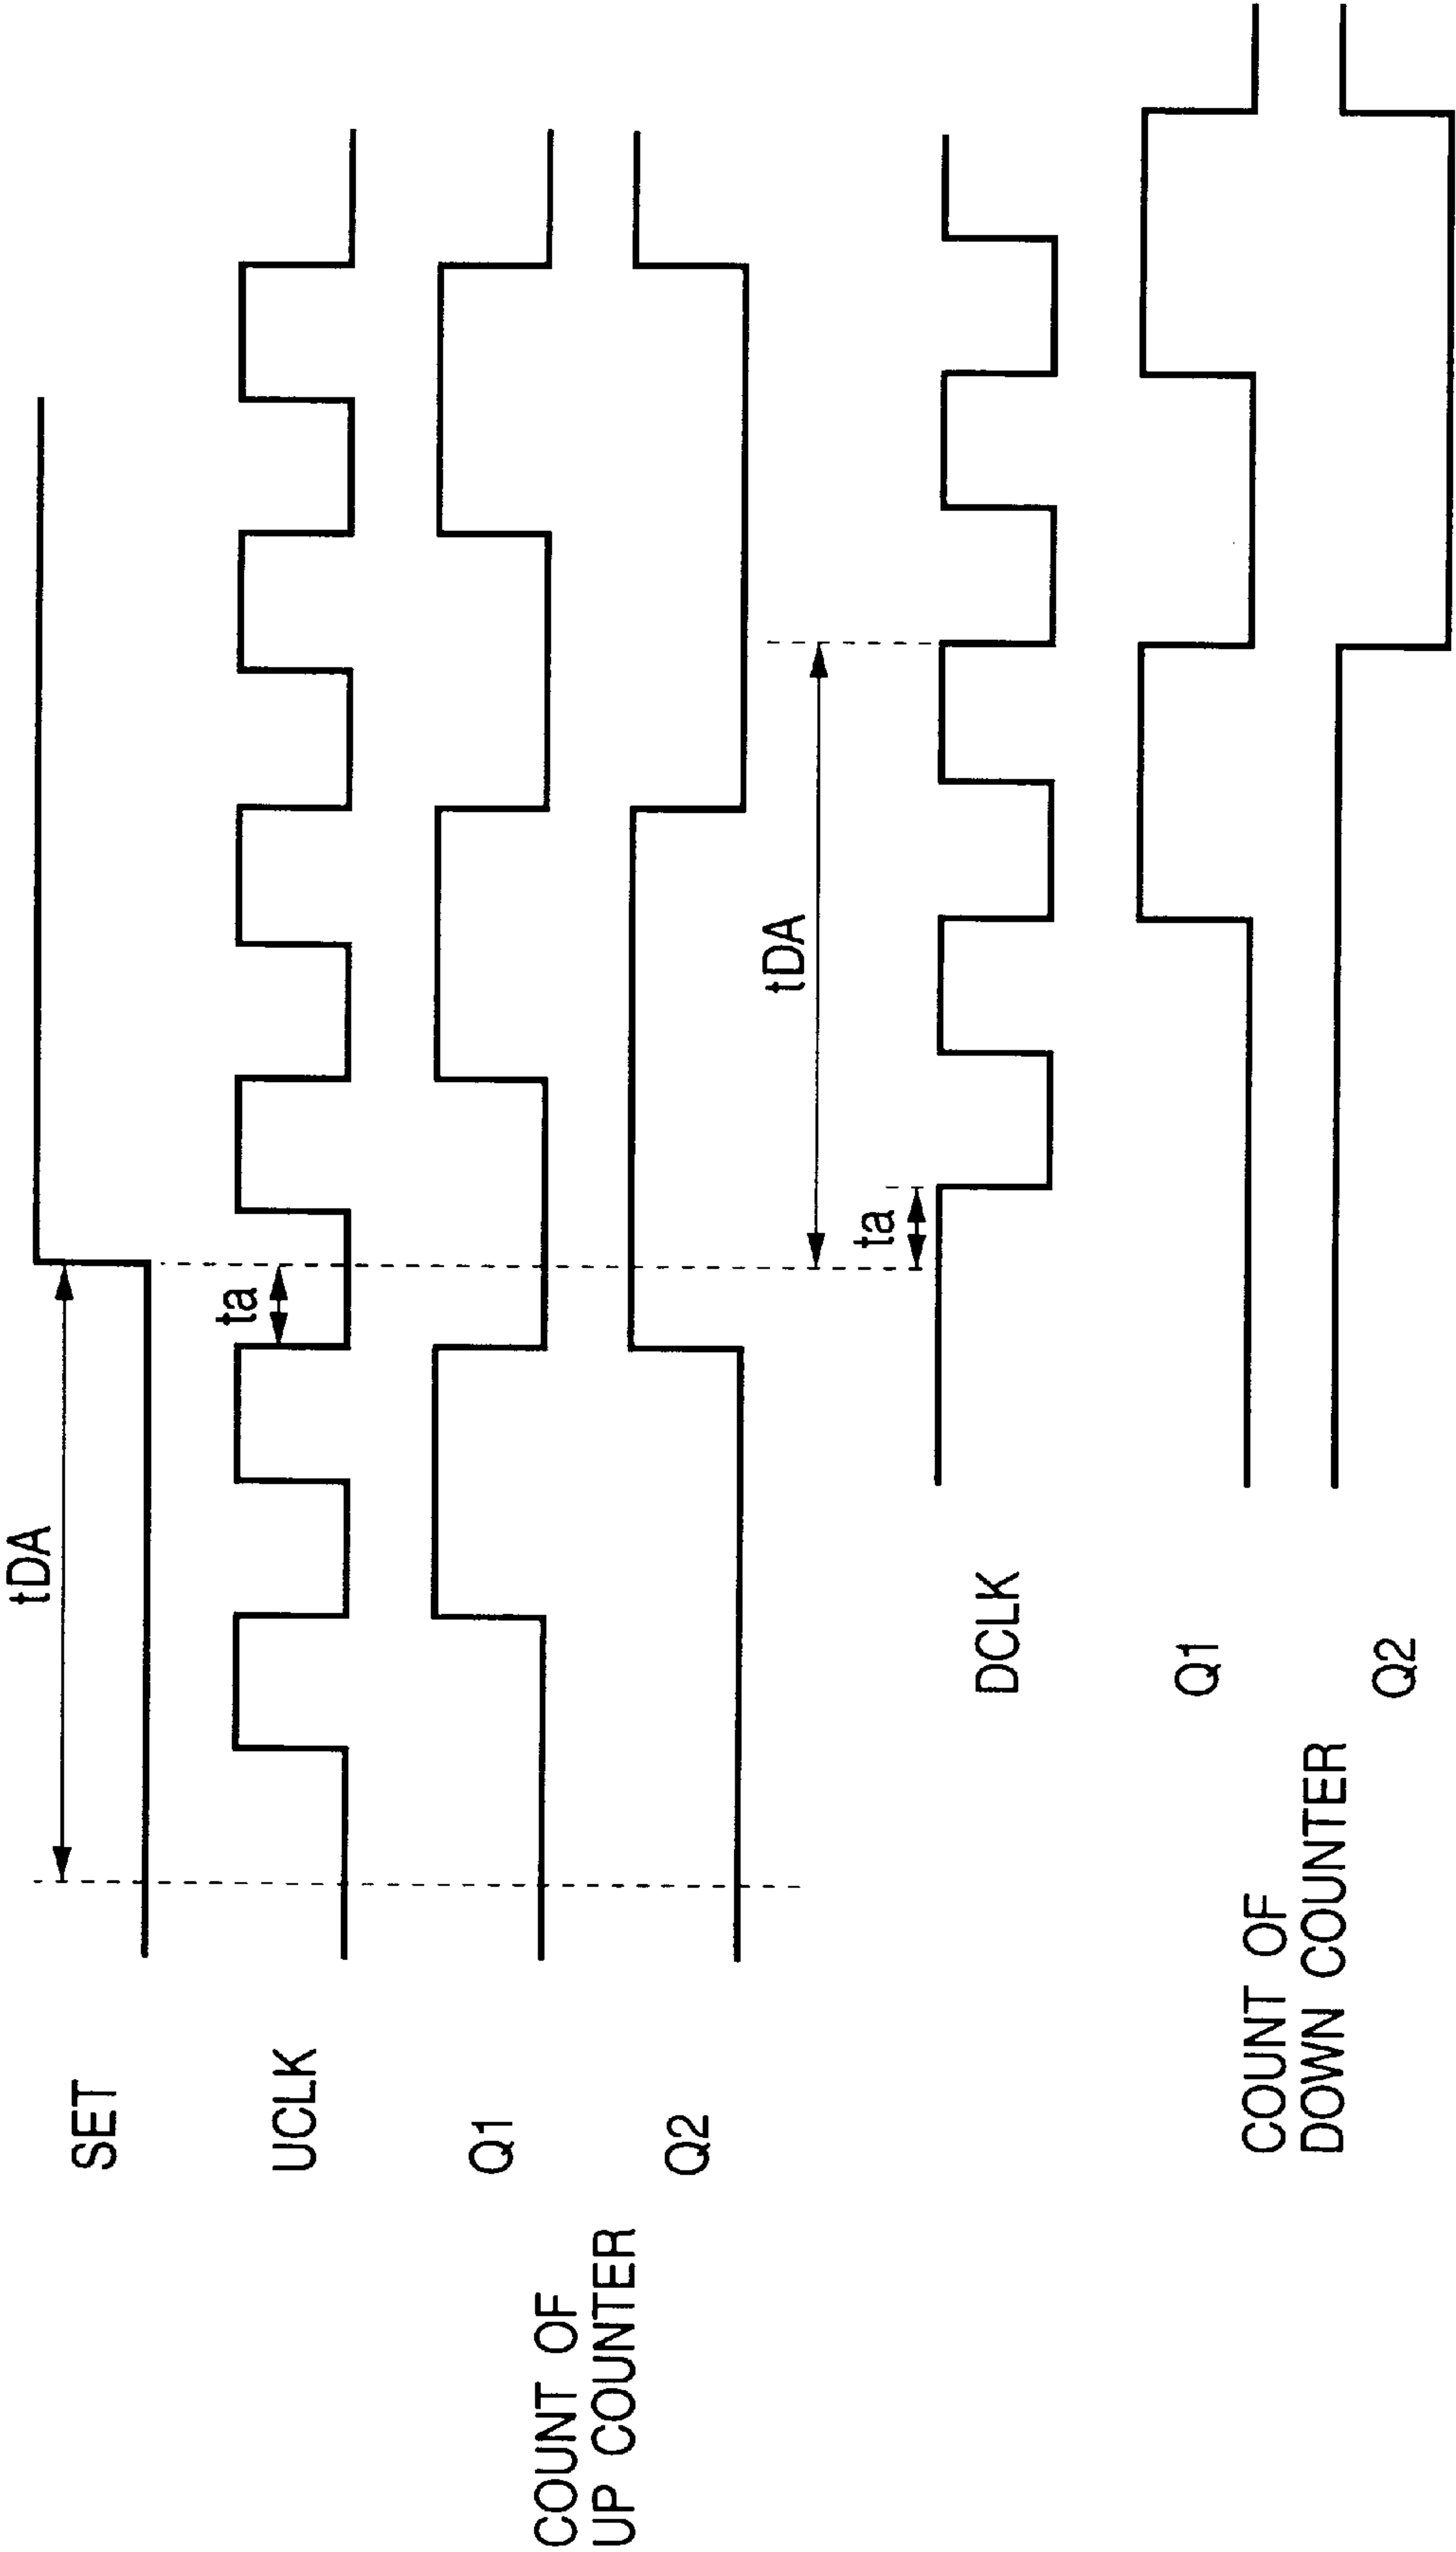 tDA
SET
ta
UCLK
Q1
COUNT OF
UP COUNTER
Q2
tDA
ta
DCLK
Q1
COUNT OF
DOWN COUNTER
Q2